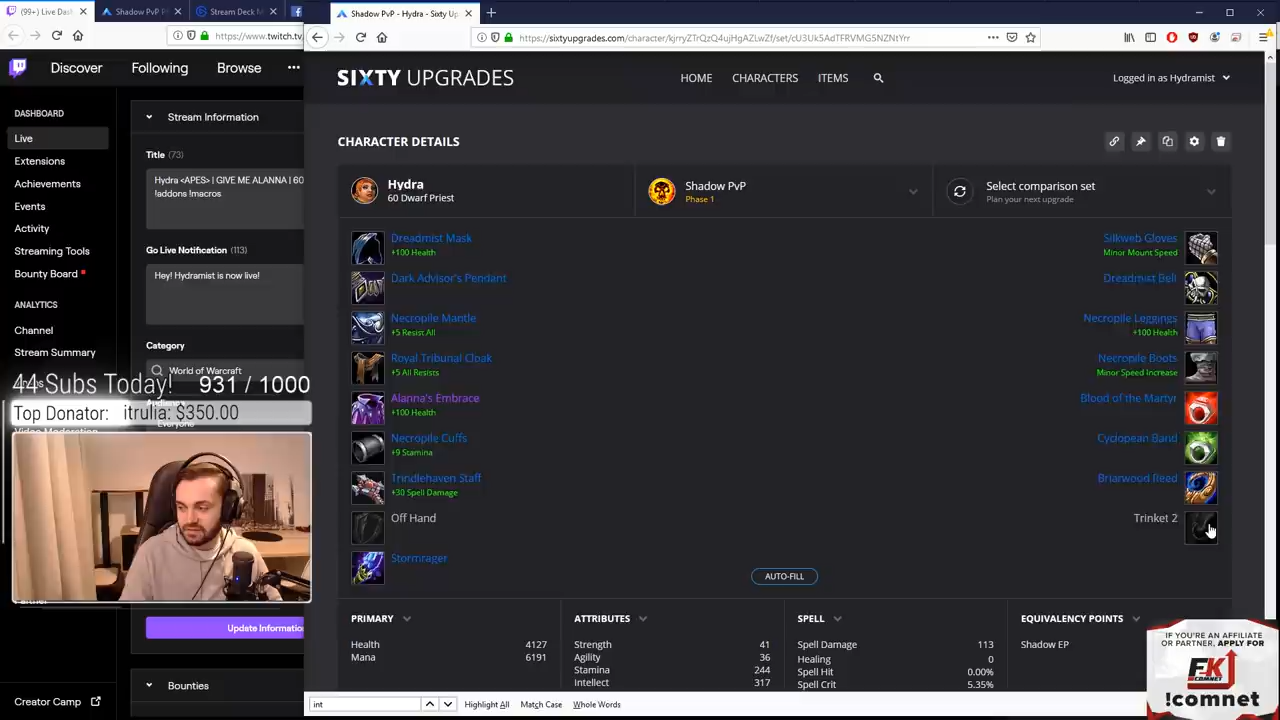 (99+) Live Das
Shadow PvP P
Stream Deck M
Shadow PvP - Hydra - Sixty Up
https://www.twitch.tv
https://sixtyupgrades.com/character/kjrryZTrQzQ4ujHgAZLwZf/set/cU3Uk5AdTFRVMG5NZNtYrr
Discover
Following
Browse
DASHBOARD
Live
Extensions
Achievements
Events
Activity
Streaming Tools
Bounty Board
ANALYTICS
Channel
Stream Summary
Creator Camp
Stream Information
Title (73)
Hydra <APES> | GIVE ME ALANNA | 60
!addons !macros
Go Live Notification (113)
Hey! Hydramist is now live!
Category
World of Warcraft
Everyone
44 Subs Today! 931 / 1000
Top Donator: itrulia: $350.00
Update Informatio
Bounties
SIXTY UPGRADES
HOME
CHARACTERS
ITEMS
Logged in as Hydramist
CHARACTER DETAILS
Hydra
60 Dwarf Priest
Shadow PvP
Phase 1
Select comparison set
Plan your next upgrade
Dreadmist Mask
+100 Health
Dark Advisor's Pendant
Necropile Mantle
+5 Resist All
Royal Tribunal Cloak
+5 All Resists
Alanna's Embrace
+100 Health
Necropile Cuffs
+9 Stamina
Trindlehaven Staff
+30 Spell Damage
Off Hand
Stormrager
Silkweb Gloves
Minor Mount Speed
Dreadmist Belt
Necropile Leggings
+100 Health
Necropile Boots
Minor Speed Increase
Blood of the Martyr
Cyclopean Band
Briarwood Reed
Trinket 2
AUTO-FILL
PRIMARY
Health 4127
Mana 6191
ATTRIBUTES
Strength 41
Agility 36
Stamina 244
Intellect 317
SPELL
Spell Damage 113
Healing 0
Spell Hit 0.00%
Spell Crit 5.35%
EQUIVALENCY POINTS
Shadow EP
int
Highlight All
Match Case
Whole Words
IF YOU'RE AN AFFILIATE
OR PARTNER, APPLY FOR
COMNET
!comnet